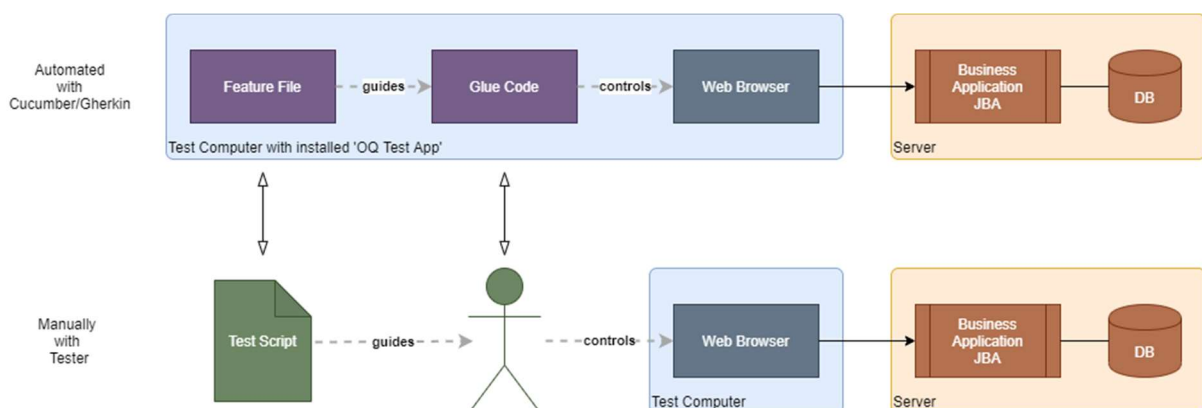 Automated
with
Cucumber/Gherkin
Feature File
guides
Glue Code
controls
Web Browser
Business
Application
JBA
DB
Test Computer with installed 'OQ Test App'
Server
Manually
with
Tester
Test Script
guides
controls
Web Browser
Business
Application
JBA
DB
Test Computer
Server